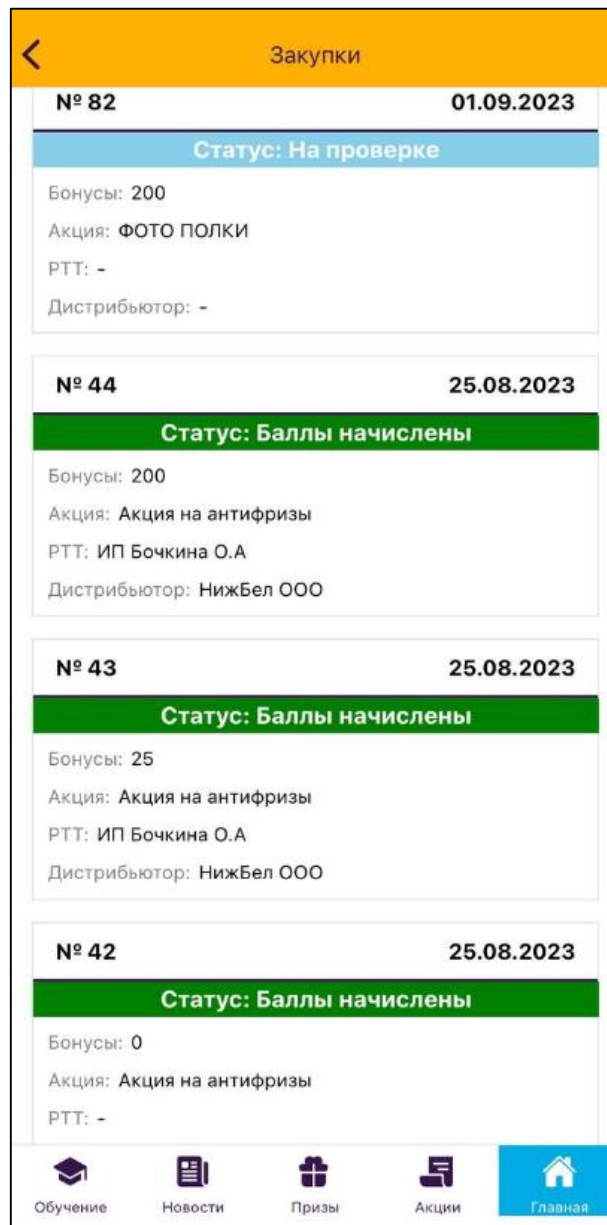 Закупки
№ 82 01.09.2023
Статус: На проверке
Бонусы: 200
Акция: ФОТО ПОЛКИ
РТТ: -
Дистрибьютор: -
№ 44 25.08.2023
Статус: Баллы начислены
Бонусы: 200
Акция: Акция на антифризы
РТТ: ИП Бочкина О.А
Дистрибьютор: НижБел ООО
№ 43 25.08.2023
Статус: Баллы начислены
Бонусы: 25
Акция: Акция на антифризы
РТТ: ИП Бочкина О.А
Дистрибьютор: НижБел ООО
№ 42 25.08.2023
Статус: Баллы начислены
Бонусы: 0
Акция: Акция на антифризы
РТТ: -
Обучение Новости Призы Акции Главная